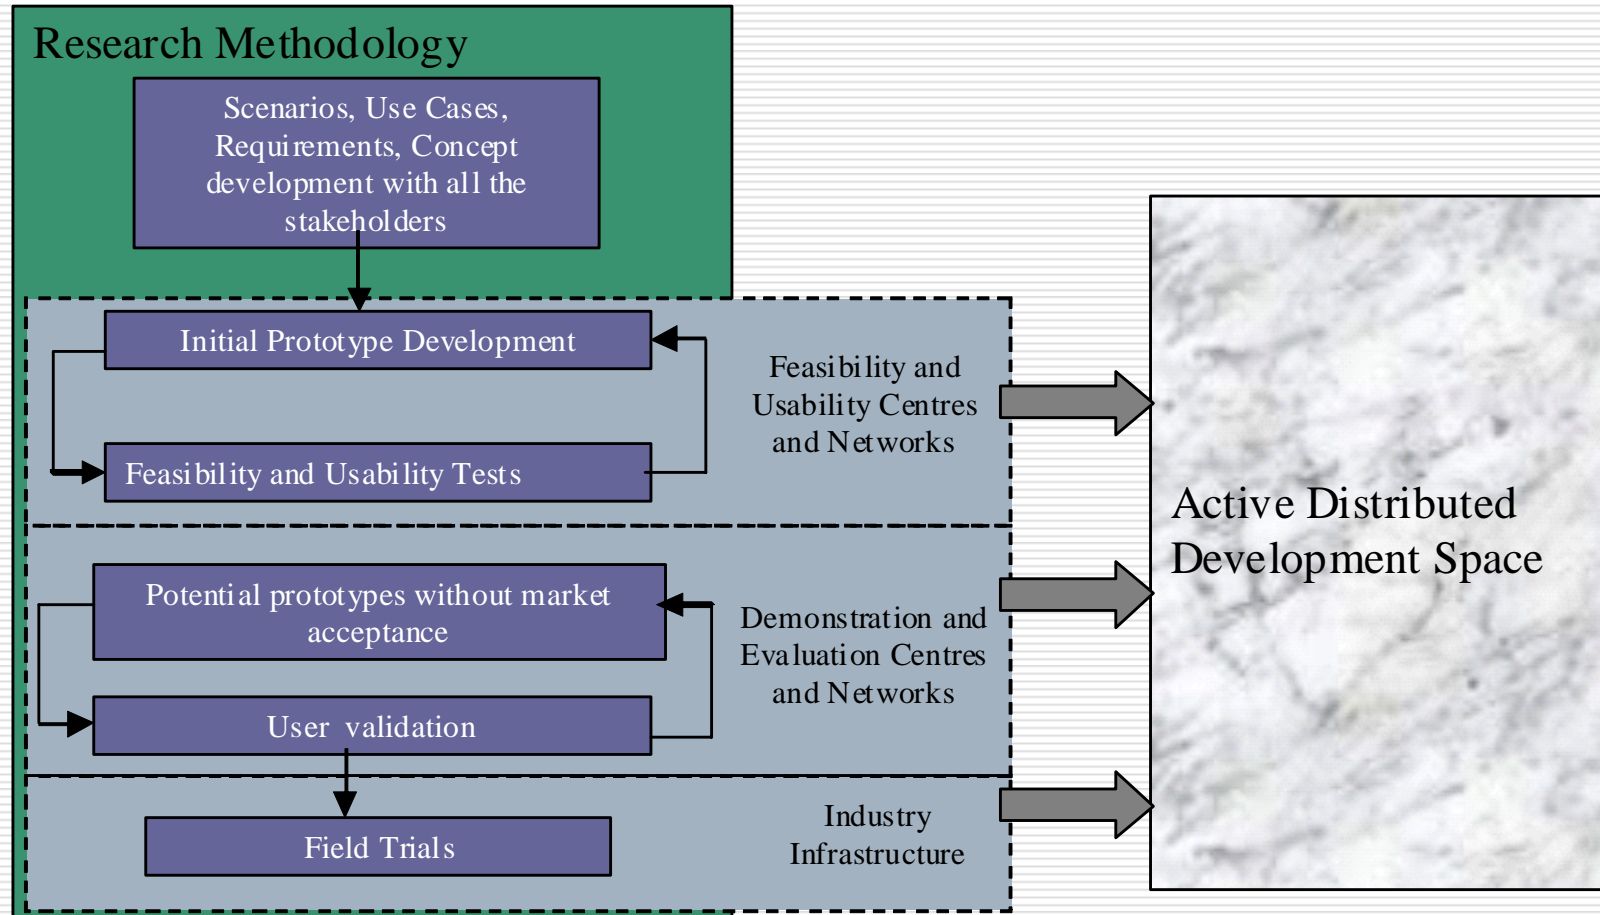 Research Methodology
Scenarios, Use Cases,
Requirements, Concept
development with all the
stakeholders
Initial Prototype Development
Feasibility and Usability Tests
Feasibility and
Usability Centres
and Networks
Potential prototypes without market
acceptance
User validation
Demonstration and
Evaluation Centres
and Networks
Field Trials
Industry
Infrastructure
Active Distributed
Development Space